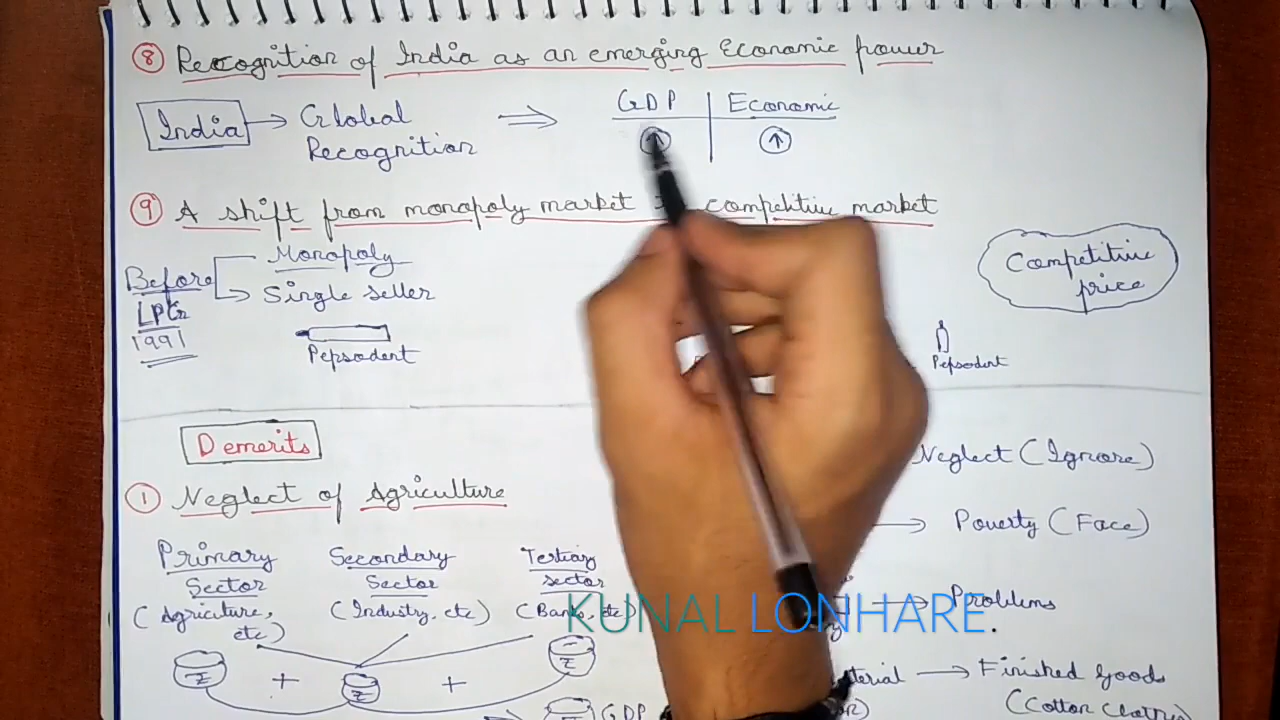 ⑧ Recognition of India as an emerging Economic power
India → Global Recognition ⇒ GDP ↑ | Economic ↑
⑨ A shift from monopoly market competitive market
Before LPG 1991
Monopoly
Single seller
Pepsodent
Competitive price
Pepsodent
Demerits
① Neglect of Agriculture
Neglect (Ignore)
→ Poverty (Face)
Primary Sector (Agriculture, etc)
Secondary Sector (Industry, etc)
Tertiary sector (Banks, etc)
→ Problems
KUNAL LONHARE.
₹ + ₹ + ₹
→ Finished goods
(Cotton clothes)
GDP